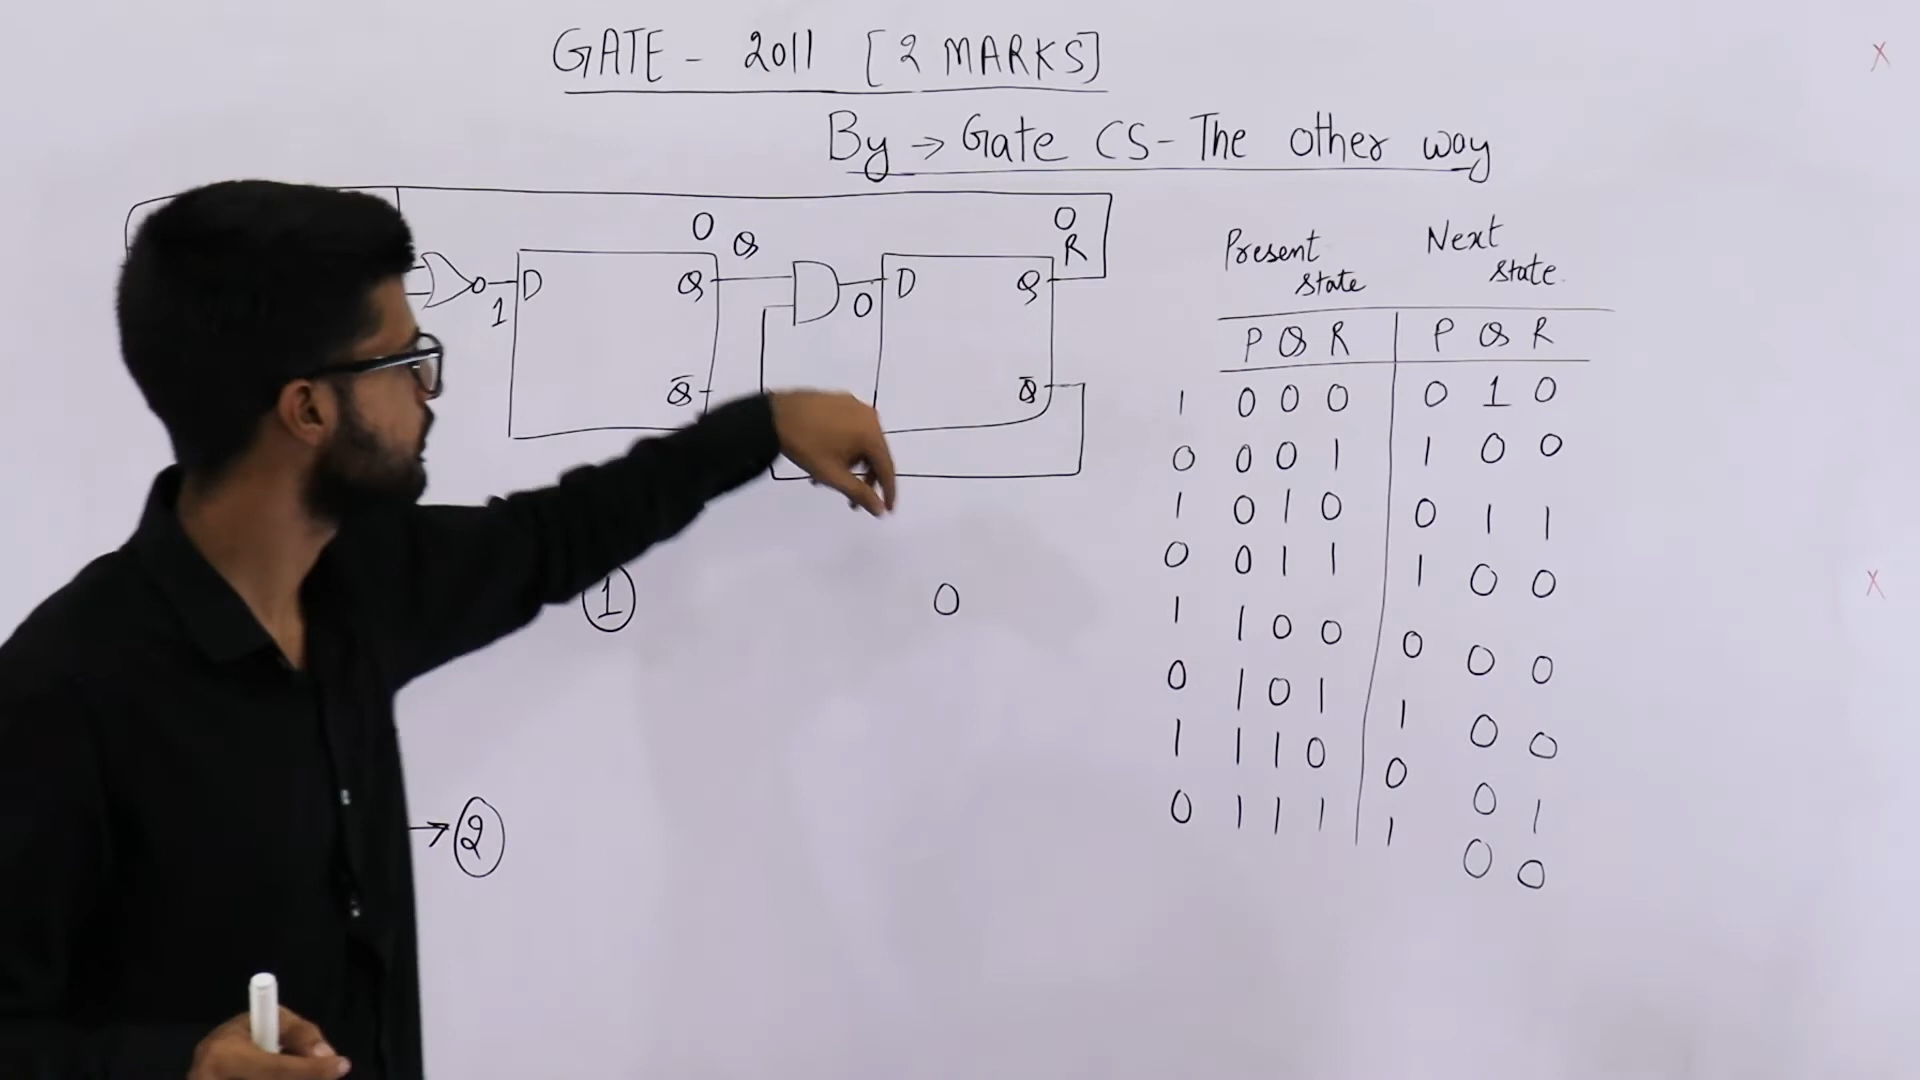 GATE - 2011 [2 MARKS]
By → Gate CS - The other way
0 Q
0
R
D Q
1
0
D Q
Q̄
Q̄
1 0
→ 2
Present state Next state
P Q R P Q R
1 0 0 0 0 1 0
0 0 0 1 1 0 0
1 0 1 0 0 1 1
0 0 1 1 1 0 0
1 1 0 0 0 0 0
0 1 0 1 1 0 0
1 1 1 0 0 0 1
0 1 1 1 1 0 0
X
X